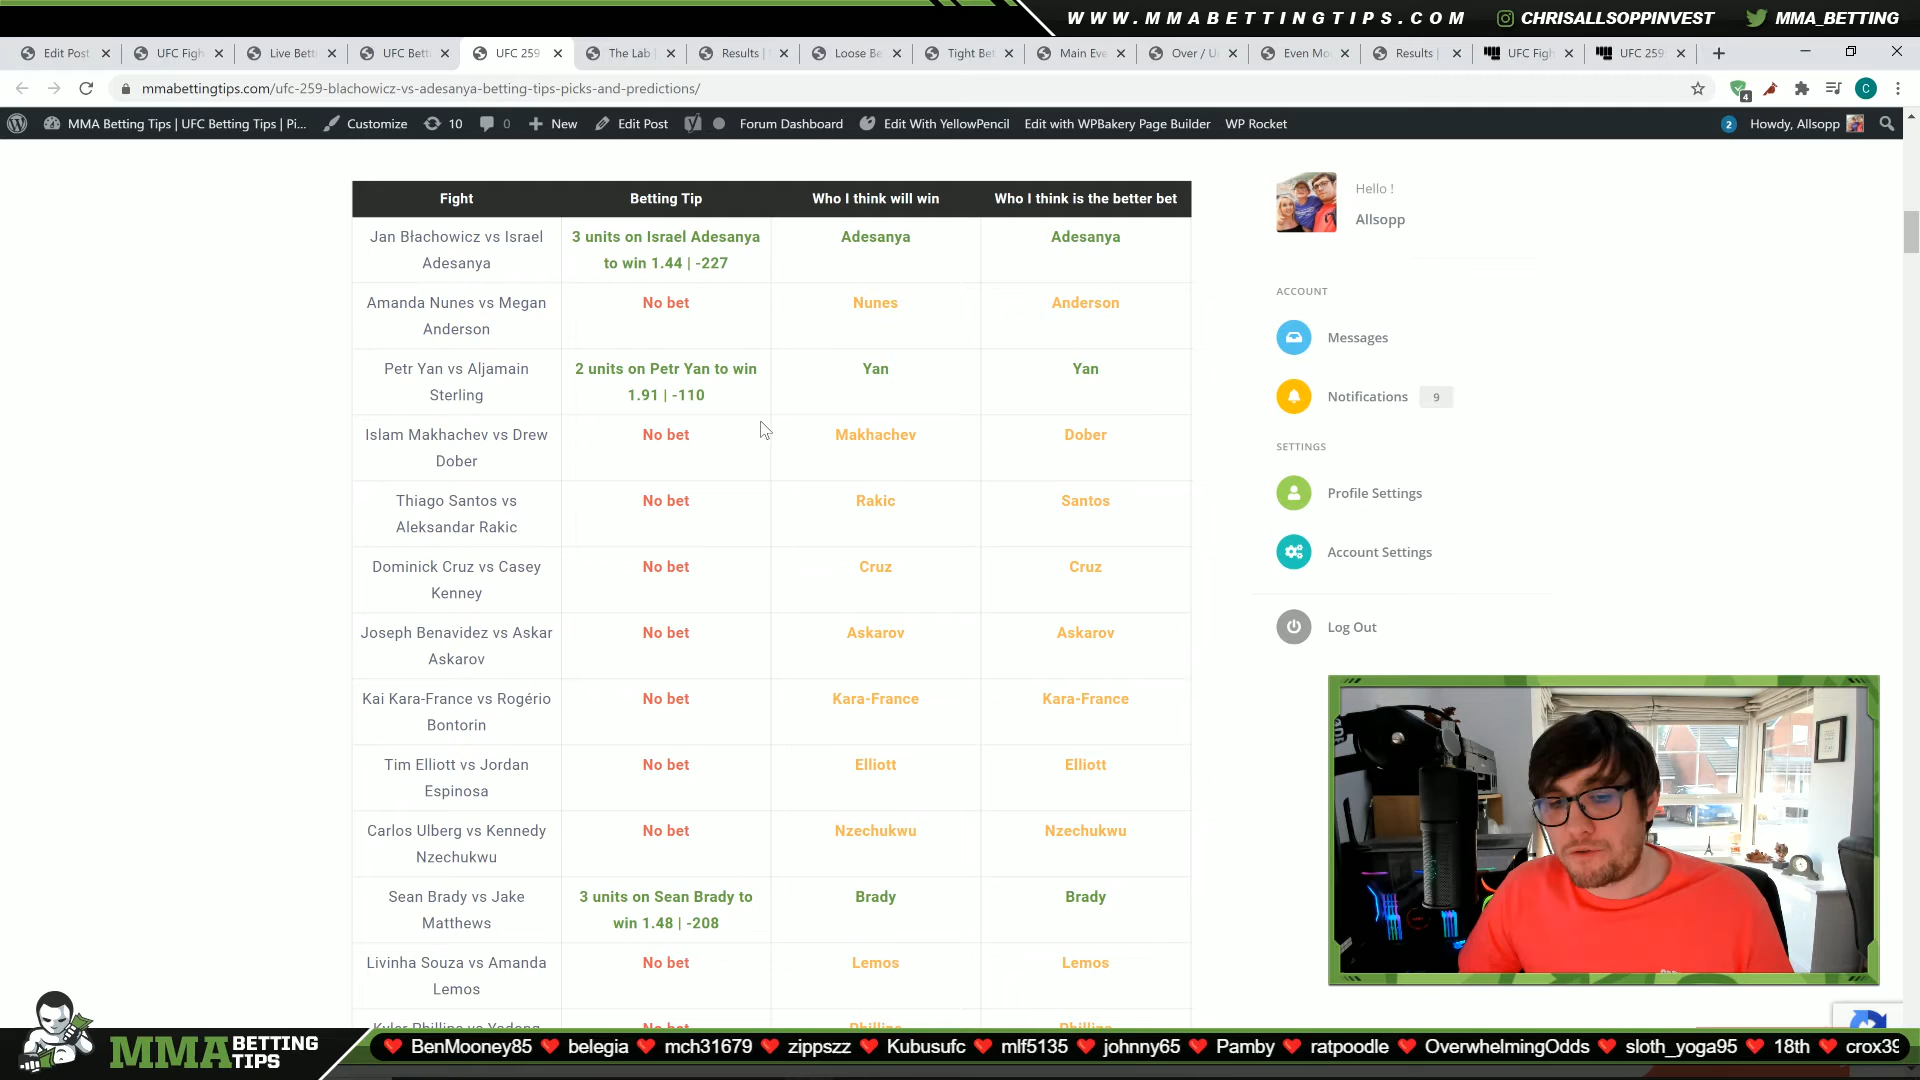 WWW.MMABETTINGTIPS.COM CHRISALLSOPPINVEST MMA_BETTING
Edit Post UFC Figh Live Bett UFC Betti UFC 259 The Lab | Results | Loose Be Tight Bet Main Eve Over / U Even Mo Results | UFC Figh UFC 259
mmabettingtips.com/ufc-259-blachowicz-vs-adesanya-betting-tips-picks-and-predictions/ 4 C
MMA Betting Tips | UFC Betting Tips | Pi... Customize 10 0 New Edit Post Forum Dashboard Edit With YellowPencil Edit with WPBakery Page Builder WP Rocket 2 Howdy, Allsopp
Fight Betting Tip Who I think will win Who I think is the better bet
Jan Błachowicz vs Israel Adesanya 3 units on Israel Adesanya to win 1.44 | -227 Adesanya Adesanya
Amanda Nunes vs Megan Anderson No bet Nunes Anderson
Petr Yan vs Aljamain Sterling 2 units on Petr Yan to win 1.91 | -110 Yan Yan
Islam Makhachev vs Drew Dober No bet Makhachev Dober
Thiago Santos vs Aleksandar Rakic No bet Rakic Santos
Dominick Cruz vs Casey Kenney No bet Cruz Cruz
Joseph Benavidez vs Askar Askarov No bet Askarov Askarov
Kai Kara-France vs Rogério Bontorin No bet Kara-France Kara-France
Tim Elliott vs Jordan Espinosa No bet Elliott Elliott
Carlos Ulberg vs Kennedy Nzechukwu No bet Nzechukwu Nzechukwu
Sean Brady vs Jake Matthews 3 units on Sean Brady to win 1.48 | -208 Brady Brady
Livinha Souza vs Amanda Lemos No bet Lemos Lemos
Hello !
Allsopp
ACCOUNT
Messages
Notifications 9
SETTINGS
Profile Settings
Account Settings
Log Out
MMA BETTING TIPS
BenMooney85 belegia mch31679 zippszz Kubusufc mlf5135 johnny65 Pamby ratpoodle OverwhelmingOdds sloth_yoga95 18th crox39